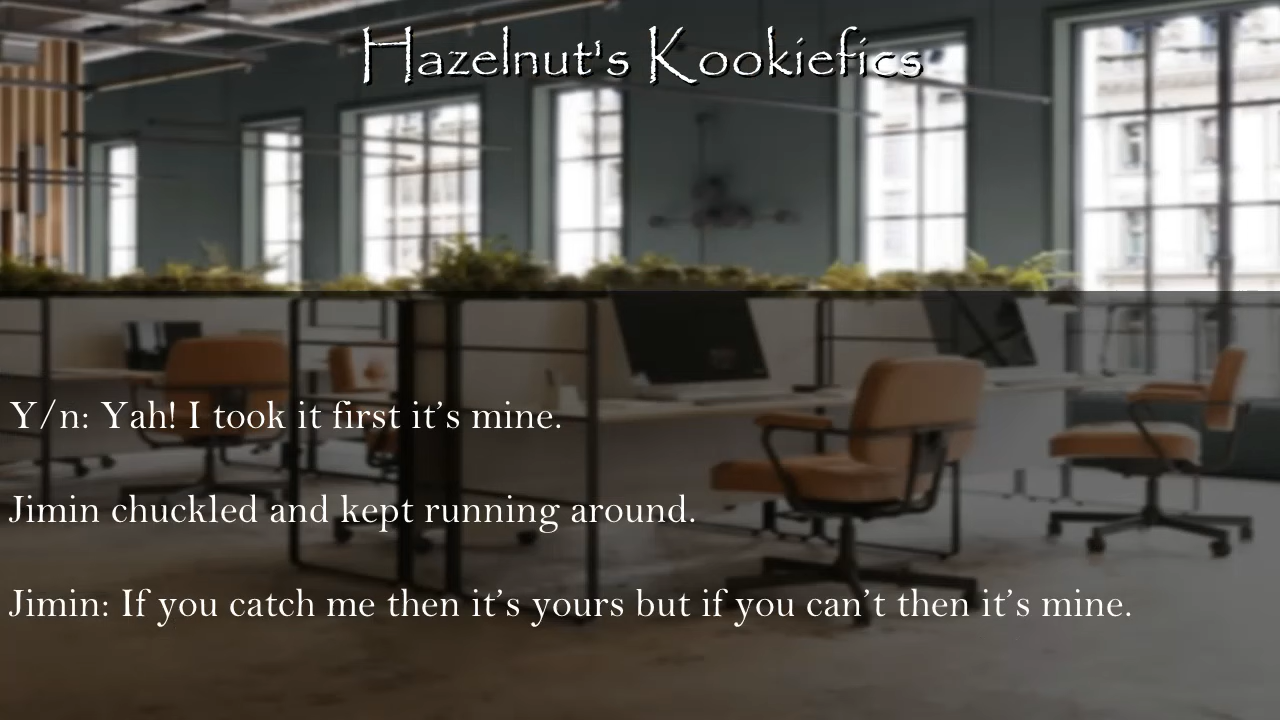 Hazelnut's Kookiefics
Y/n: Yah! I took it first it’s mine.
Jimin chuckled and kept running around.
Jimin: If you catch me then it’s yours but if you can’t then it’s mine.